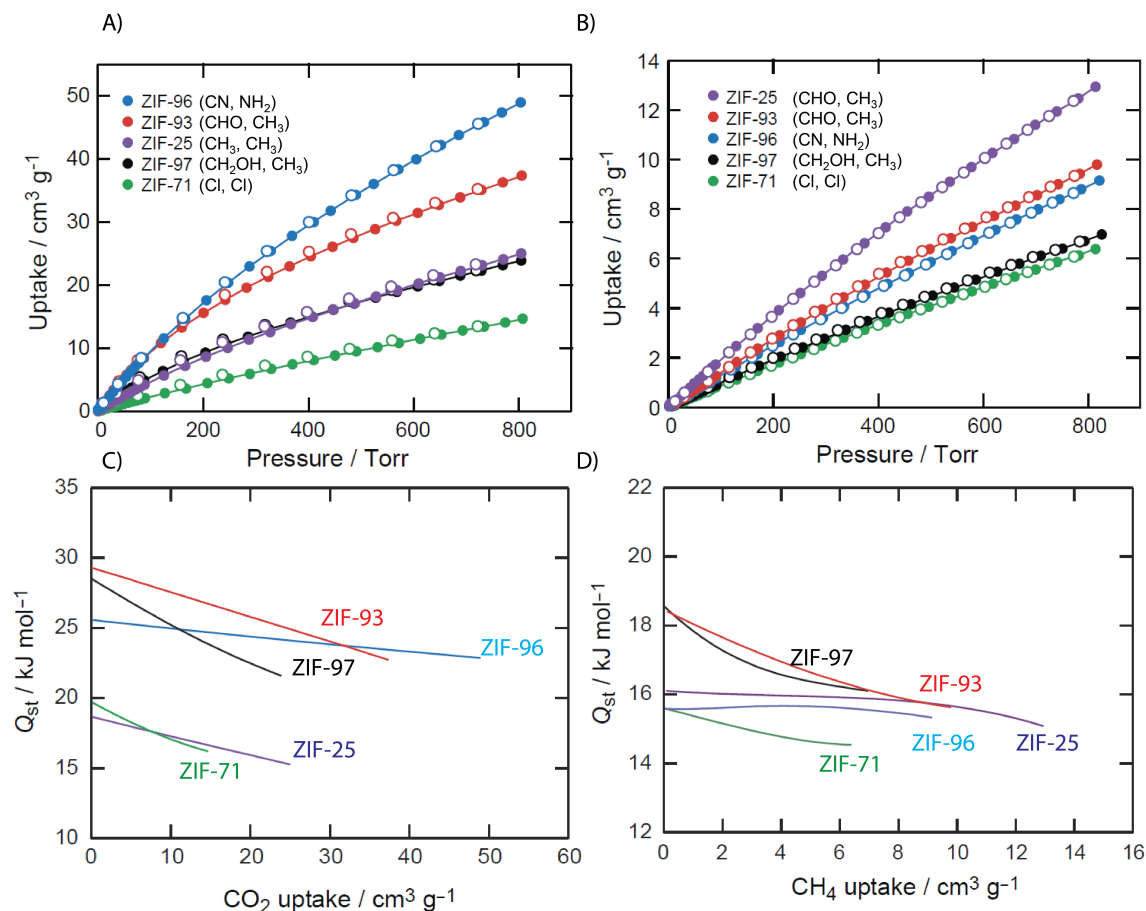 A)
Uptake / cm³ g⁻¹
50
40
30
20
10
0
ZIF-96 (CN, NH₂)
ZIF-93 (CHO, CH₃)
ZIF-25 (CH₃, CH₃)
ZIF-97 (CH₂OH, CH₃)
ZIF-71 (Cl, Cl)
0 200 400 600 800
Pressure / Torr
B)
Uptake / cm³ g⁻¹
14
12
10
8
6
4
2
0
ZIF-25 (CHO, CH₃)
ZIF-93 (CHO, CH₃)
ZIF-96 (CN, NH₂)
ZIF-97 (CH₂OH, CH₃)
ZIF-71 (Cl, Cl)
0 200 400 600 800
Pressure / Torr
C)
Qst / kJ mol⁻¹
35
30
25
20
15
10
ZIF-93
ZIF-96
ZIF-97
ZIF-25
ZIF-71
0 10 20 30 40 50 60
CO₂ uptake / cm³ g⁻¹
D)
Qst / kJ mol⁻¹
22
20
18
16
14
12
ZIF-97
ZIF-93
ZIF-96
ZIF-25
ZIF-71
0 2 4 6 8 10 12 14 16
CH₄ uptake / cm³ g⁻¹